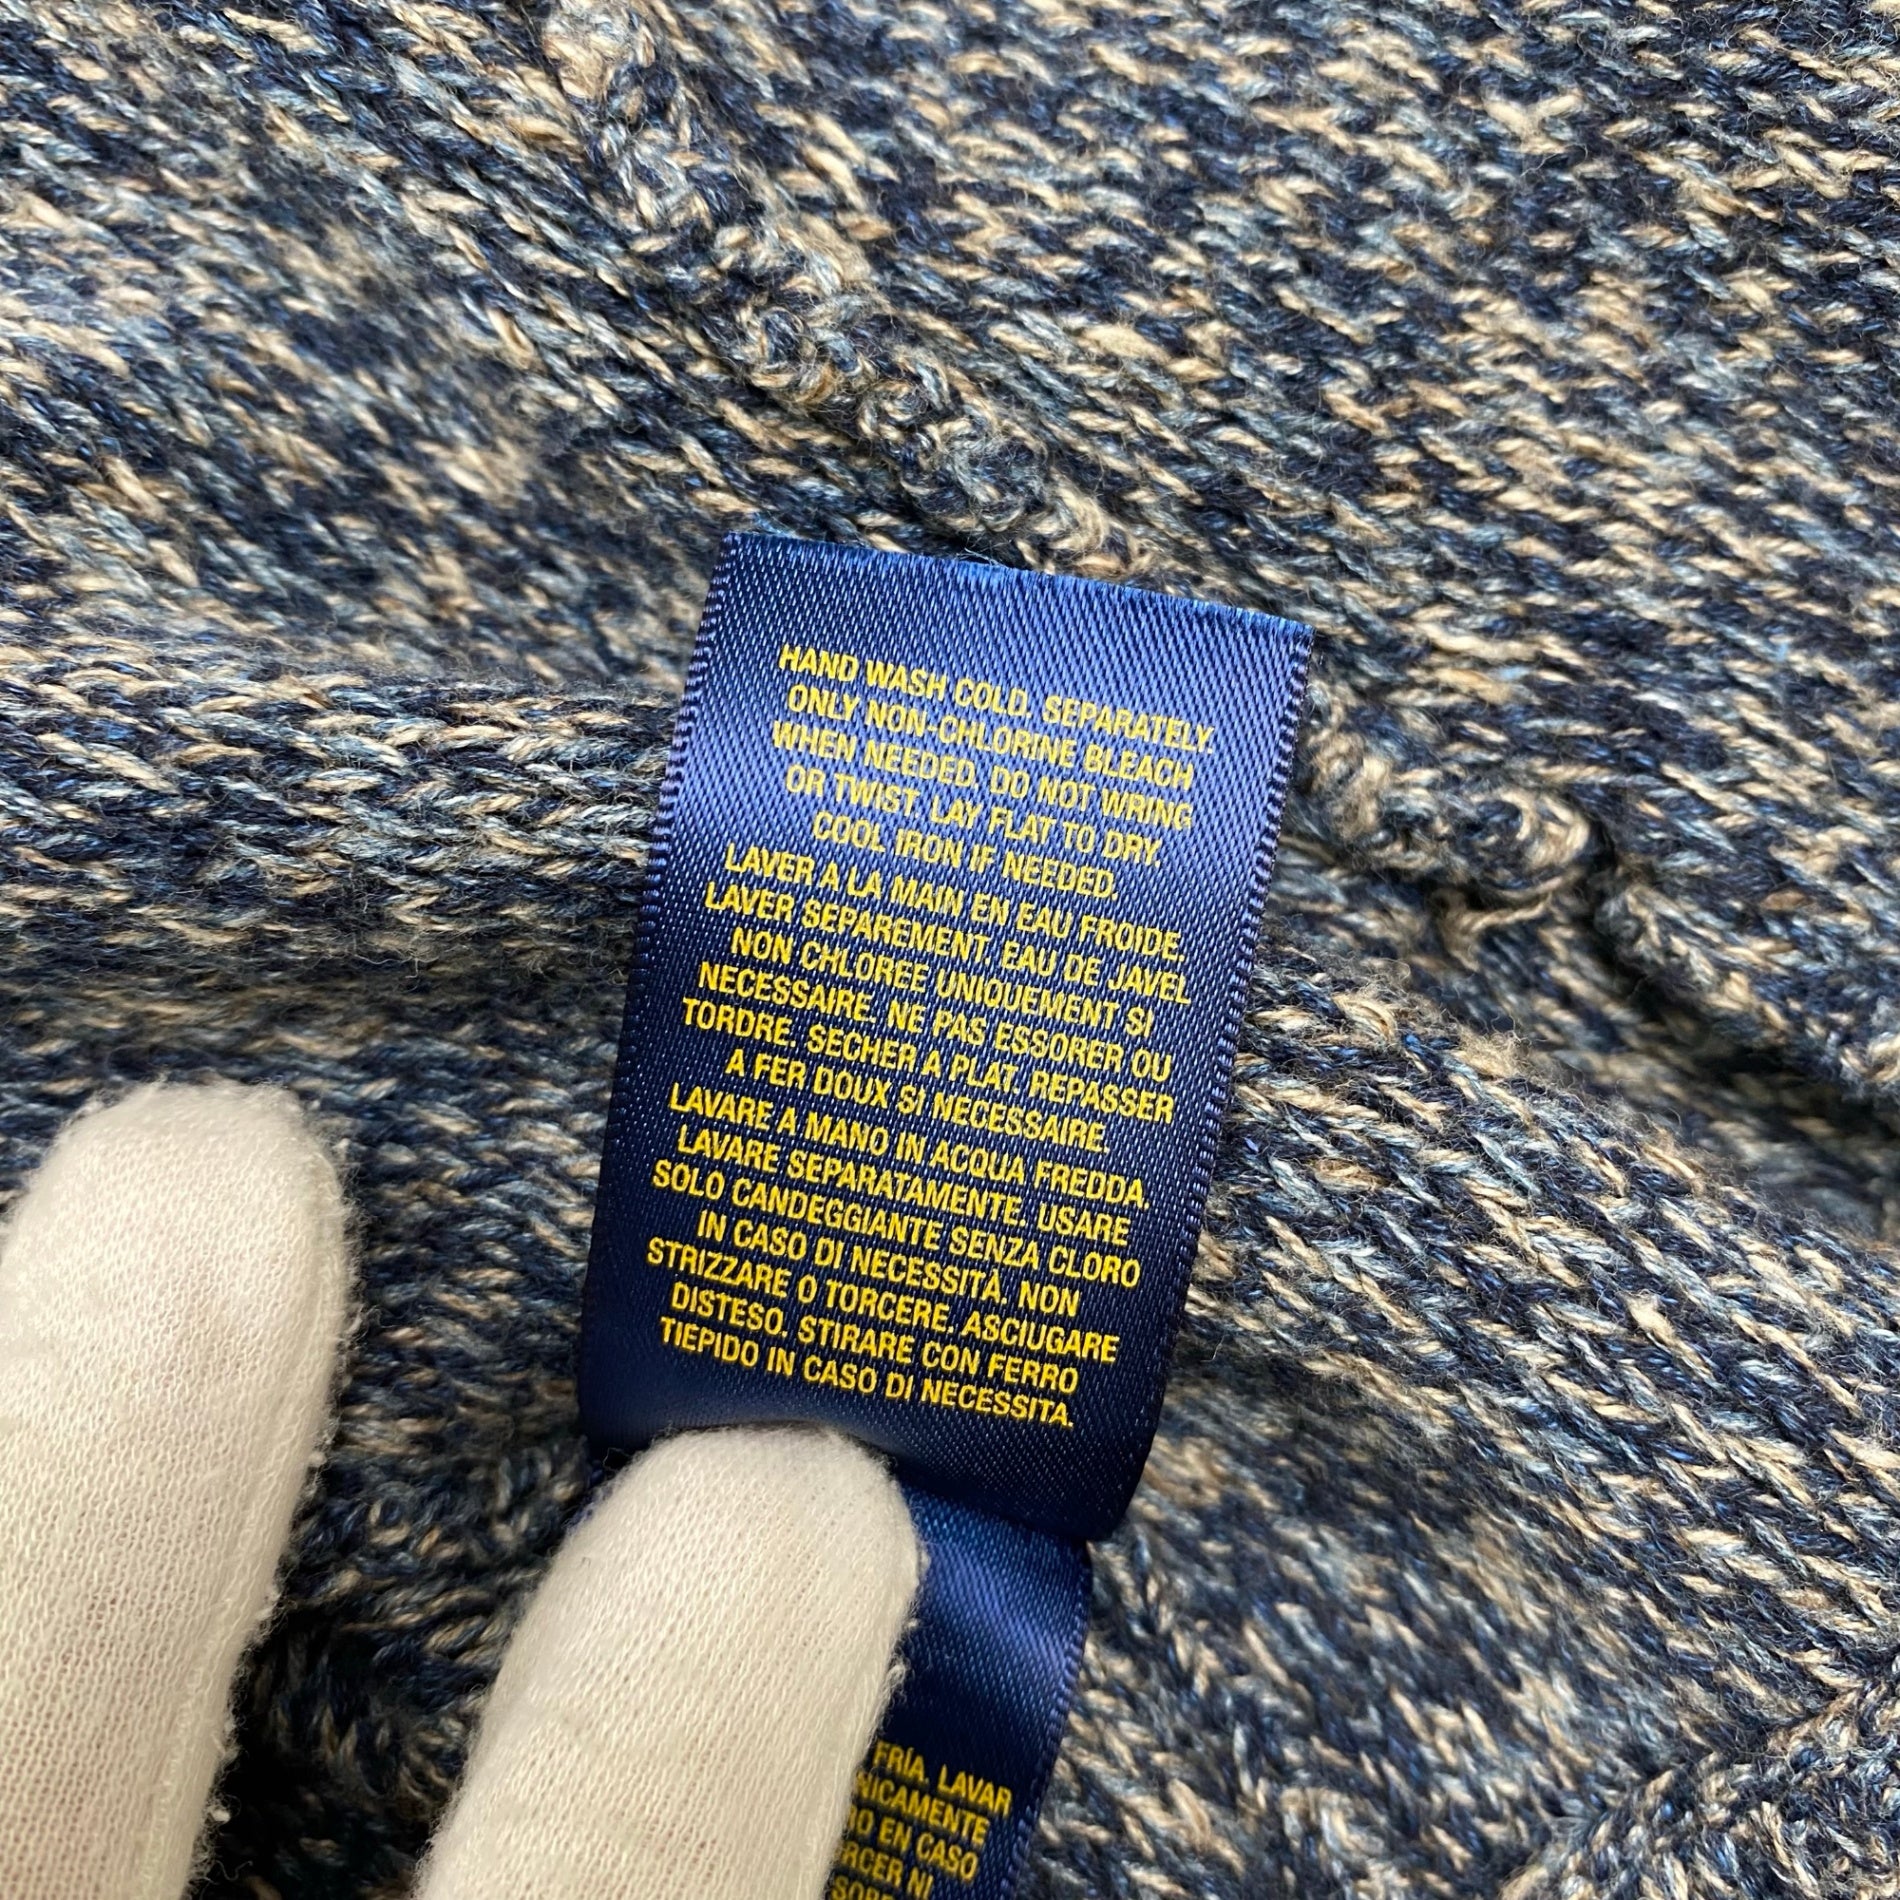 HAND WASH COLD. SEPARATELY.
ONLY NON-CHLORINE BLEACH
WHEN NEEDED. DO NOT WRING
OR TWIST. LAY FLAT TO DRY.
COOL IRON IF NEEDED.
LAVER A LA MAIN EN EAU FROIDE.
LAVER SEPAREMENT. EAU DE JAVEL
NON CHLOREE UNIQUEMENT SI
NECESSAIRE. NE PAS ESSORER OU
TORDRE. SECHER A PLAT. REPASSER
A FER DOUX SI NECESSAIRE.
LAVARE A MANO IN ACQUA FREDDA.
LAVARE SEPARATAMENTE. USARE
SOLO CANDEGGIANTE SENZA CLORO
IN CASO DI NECESSITÀ. NON
STRIZZARE O TORCERE. ASCIUGARE
DISTESO. STIRARE CON FERRO
TIEPIDO IN CASO DI NECESSITA.
FRÍA. LAVAR
EN CASO
NI